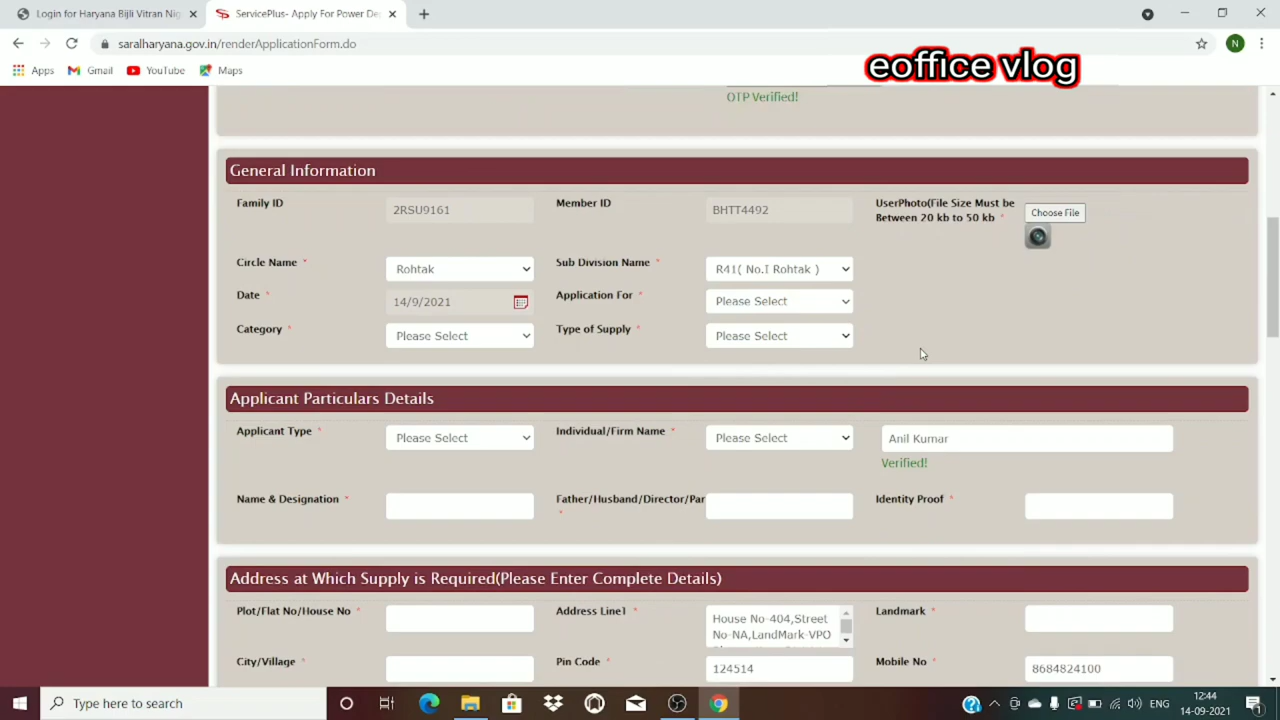 Login for Haryana Bijli Vitran Nig
ServicePlus- Apply For Power De
saralharyana.gov.in/renderApplicationForm.do
N
Apps
Gmail
YouTube
Maps
eoffice vlog
OTP Verified!
General Information
Family ID
2RSU9161
Member ID
BHTT4492
UserPhoto(File Size Must be
Between 20 kb to 50 kb *
Choose File
Circle Name *
Rohtak
Sub Division Name *
R41( No.I Rohtak )
Date *
14/9/2021
Application For *
Please Select
Category *
Please Select
Type of Supply *
Please Select
Applicant Particulars Details
Applicant Type *
Please Select
Individual/Firm Name *
Please Select
Anil Kumar
Verified!
Name & Designation *
Father/Husband/Director/Par
*
Identity Proof *
Address at Which Supply is Required(Please Enter Complete Details)
Plot/Flat No/House No *
Address Line1 *
House No-404,Street
No-NA,LandMark-VPO
Landmark *
City/Village *
Pin Code *
124514
Mobile No *
8684824100
Type here to search
ENG
12:44
14-09-2021
1